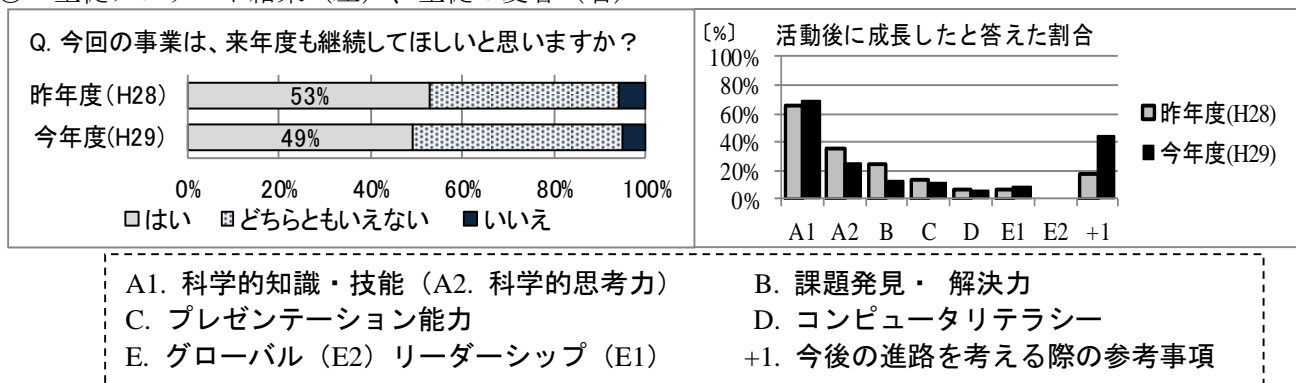 Q. 今回の事業は、来年度も継続してほしいと思いますか？
昨年度(H28)
53%
今年度(H29)
49%
0% 20% 40% 60% 80% 100%
はい どちらともいえない いいえ
〔%〕 活動後に成長したと答えた割合
100%
80%
60%
40%
20%
0%
A1 A2 B C D E1 E2 +1
昨年度(H28)
今年度(H29)
A1. 科学的知識・技能（A2. 科学的思考力） B. 課題発見・ 解決力
C. プレゼンテーション能力 D. コンピュータリテラシー
E. グローバル（E2）リーダーシップ（E1） +1. 今後の進路を考える際の参考事項